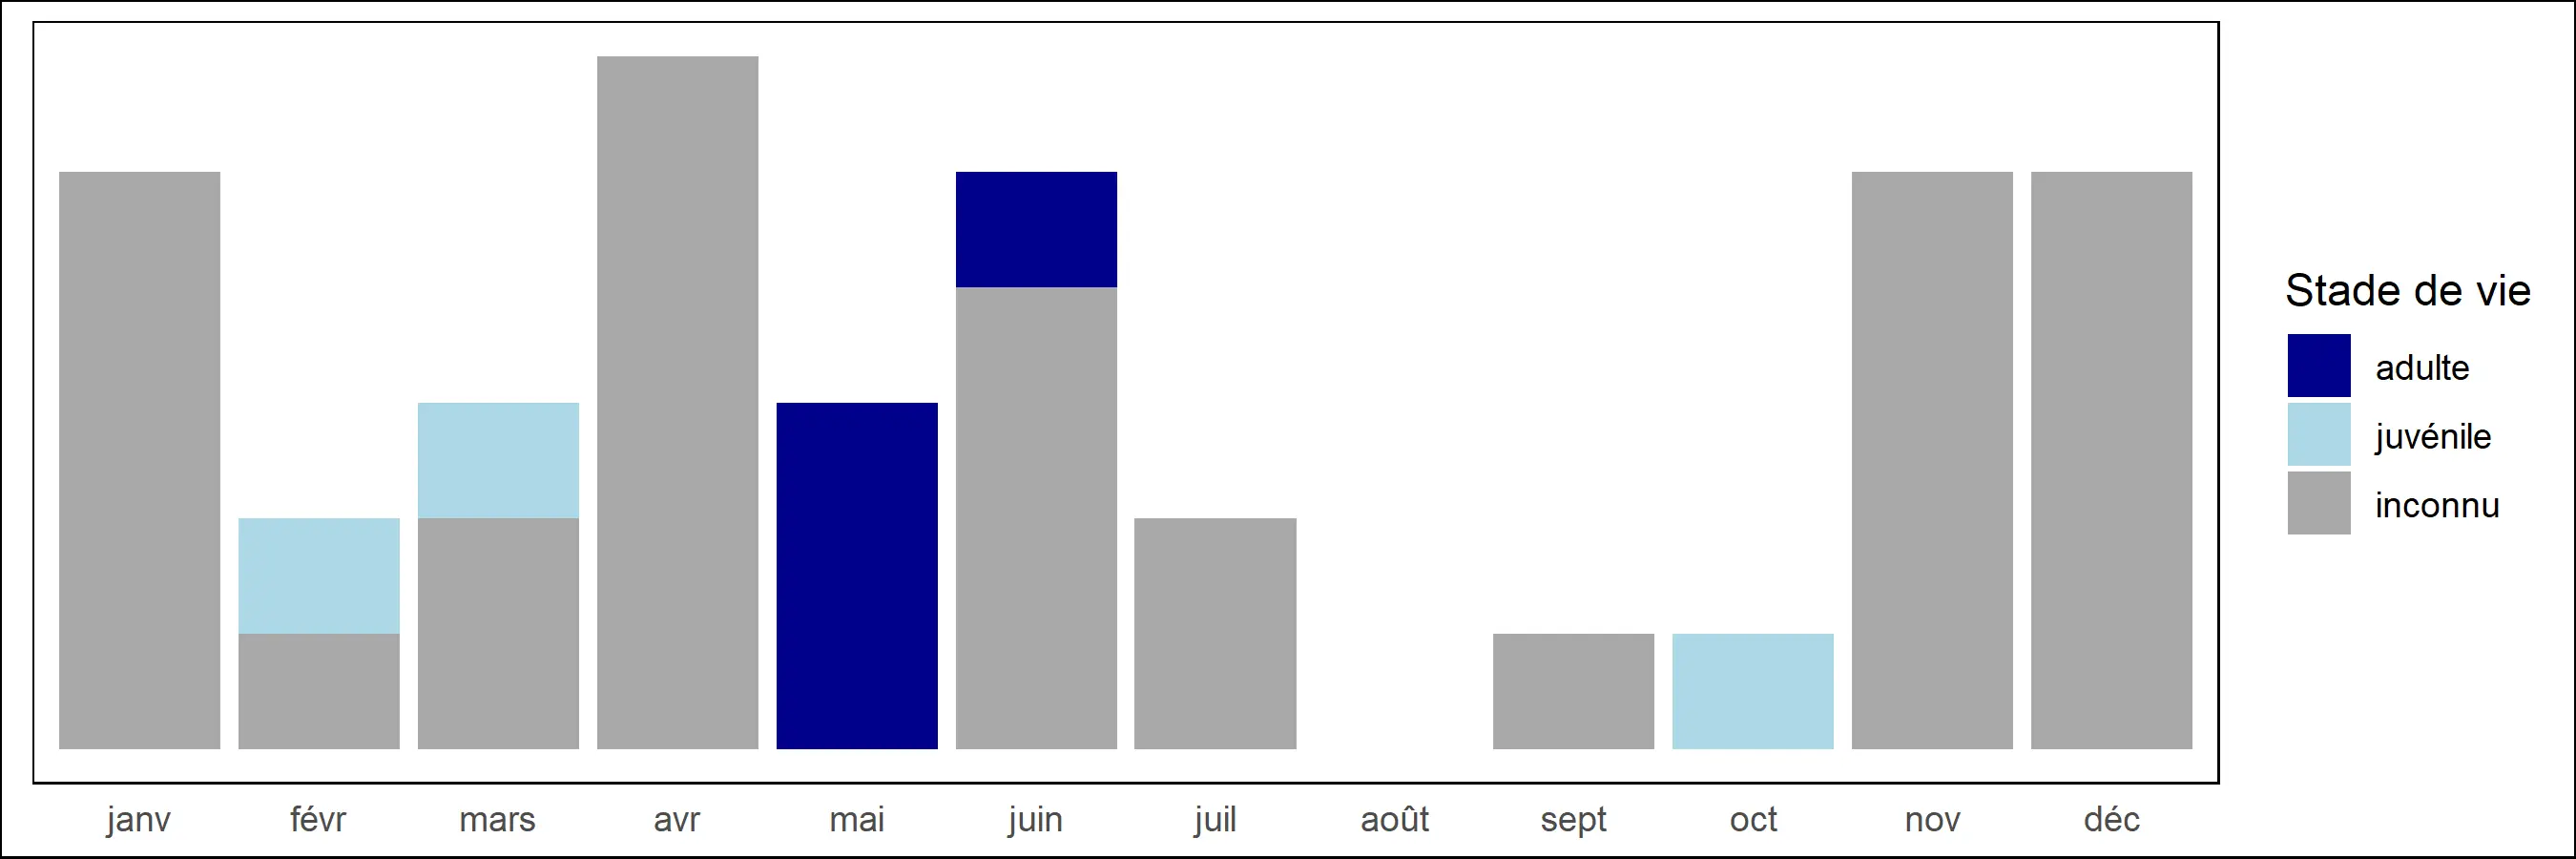 Stade de vie
adulte
juvénile
inconnu
janv févr mars avr mai juin juil août sept oct nov déc